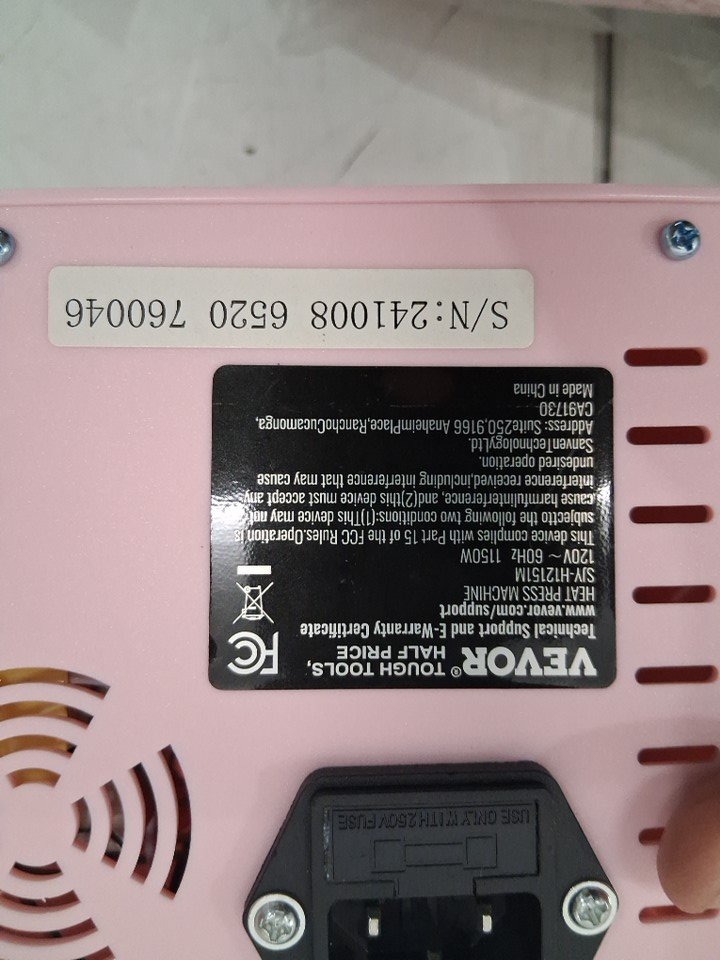 USE ONLY WITH 250V FUSE
VEVOR® TOUGH TOOLS,
HALF PRICE
FC
Technical Support and E-Warranty Certificate
www.vevor.com/support
HEAT PRESS MACHINE
SJY-H12151M
120V ~ 60Hz 1150W
This device complies with Part 15 of the FCC Rules.Operation is
subjectto the following two conditions:(1)This device may not
cause harmfulinterference, and(2)this device must accept any
interference received,including interference that may cause
undesired operation.
SanvenTechnologyLtd.
Address: Suite250,9166 AnaheimPlace,RanchoCucamonga,
CA91730
Made in China
S/N:241008 6520 760046